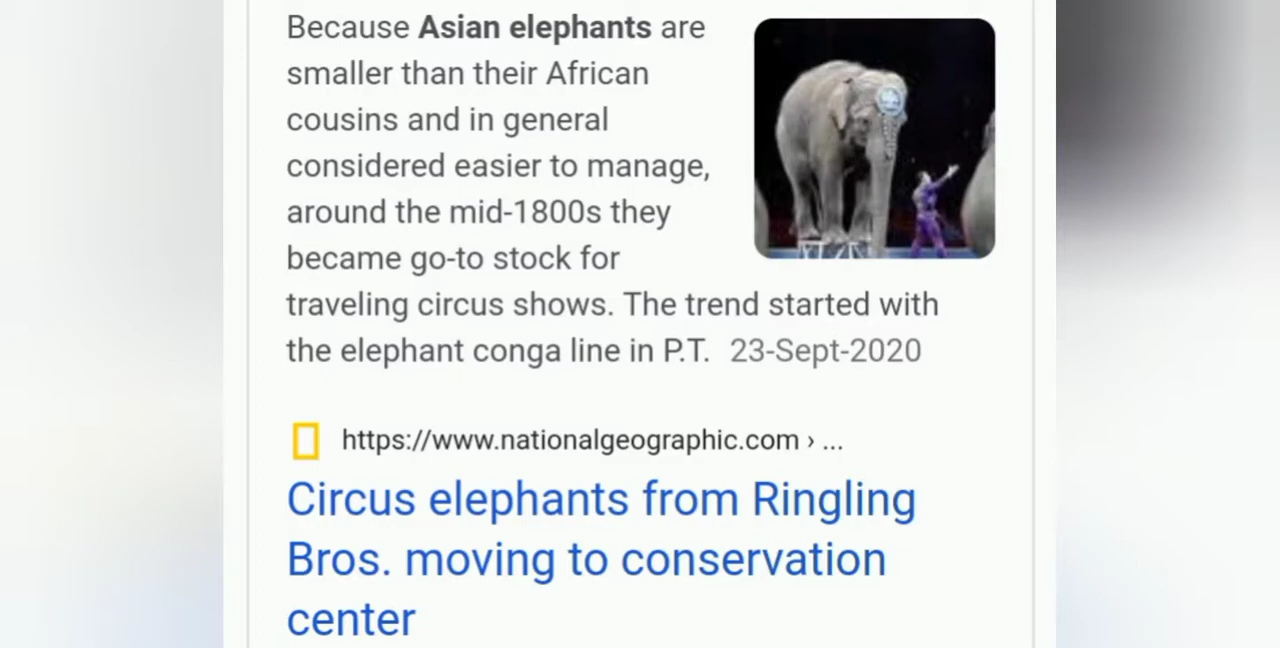 Because Asian elephants are
smaller than their African
cousins and in general
considered easier to manage,
around the mid-1800s they
became go-to stock for
traveling circus shows. The trend started with
the elephant conga line in P.T. 23-Sept-2020
https://www.nationalgeographic.com › ...
Circus elephants from Ringling
Bros. moving to conservation
center